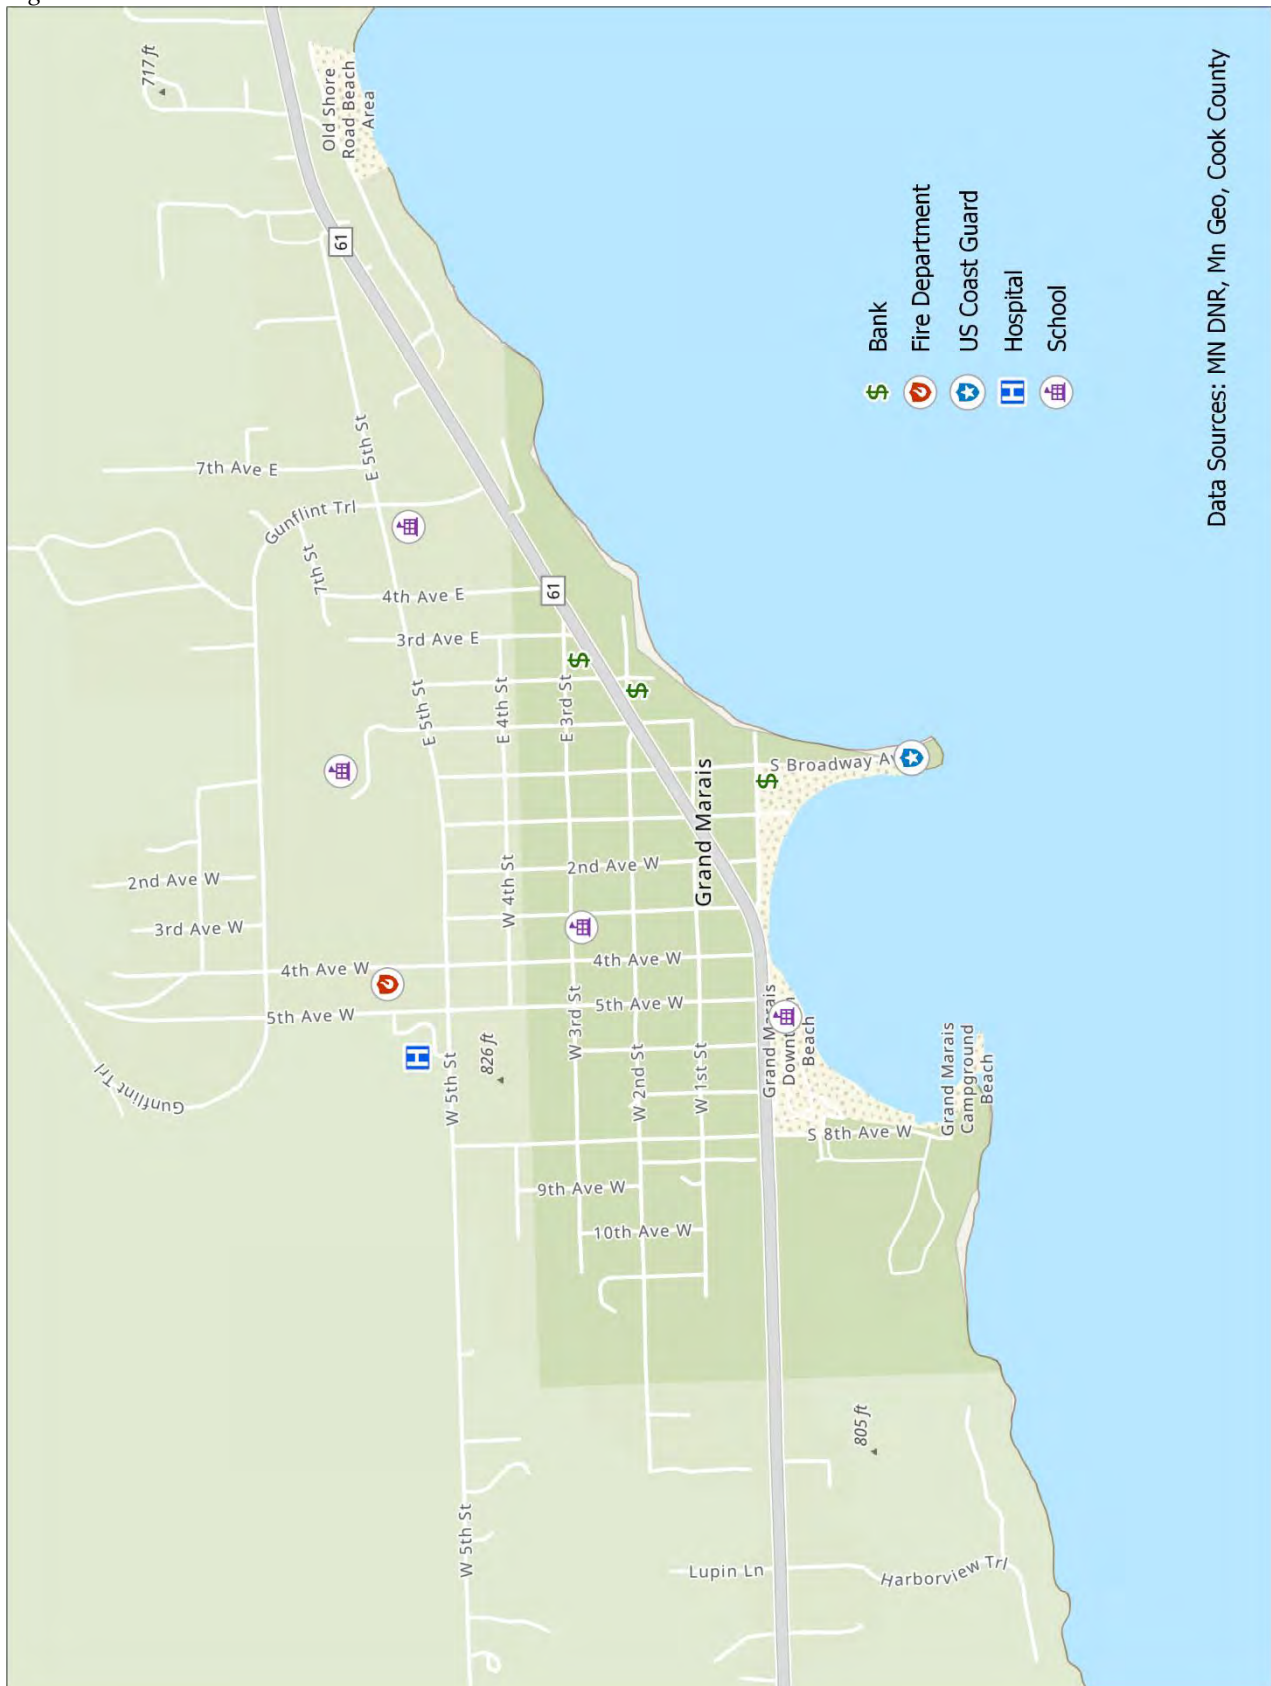 Gunflint Trl
717 ft
2nd Ave W
3rd Ave W
7th Ave E
4th Ave W
5th Ave W
Gunflint Trl
7th St
Old Shore
Road Beach
Area
61
E 5th St
4th Ave E
3rd Ave E
E 5th St
W 5th St
W 5th St
826 ft
E 4th St
W 4th St
61
E 3rd St
W 3rd St
2nd Ave W
4th Ave W
5th Ave W
9th Ave W
10th Ave W
W 2nd St
W 1st St
Grand Marais
Lupin Ln
Grand Marais
Downt n
Beach
S Broadway Av
S 8th Ave W
805 ft
Harborview Trl
Grand Marais
Campground
Beach
Bank
Fire Department
US Coast Guard
H Hospital
School
H
Data Sources: MN DNR, Mn Geo, Cook County